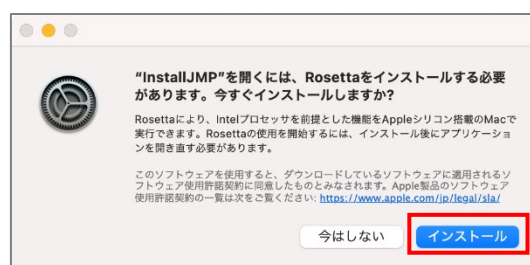 “InstallJMP”を開くには、Rosettaをインストールする必要
があります。今すぐインストールしますか?
Rosettaにより、Intelプロセッサを前提とした機能をAppleシリコン搭載のMacで
実行できます。Rosettaの使用を開始するには、インストール後にアプリケーショ
ンを開き直す必要があります。
このソフトウェアを使用すると、ダウンロードしているソフトウェアに適用されるソ
フトウェア使用許諾契約に同意したものとみなされます。Apple製品のソフトウェア
使用許諾契約の一覧は次をご覧ください: https://www.apple.com/jp/legal/sla/
今はしない
インストール